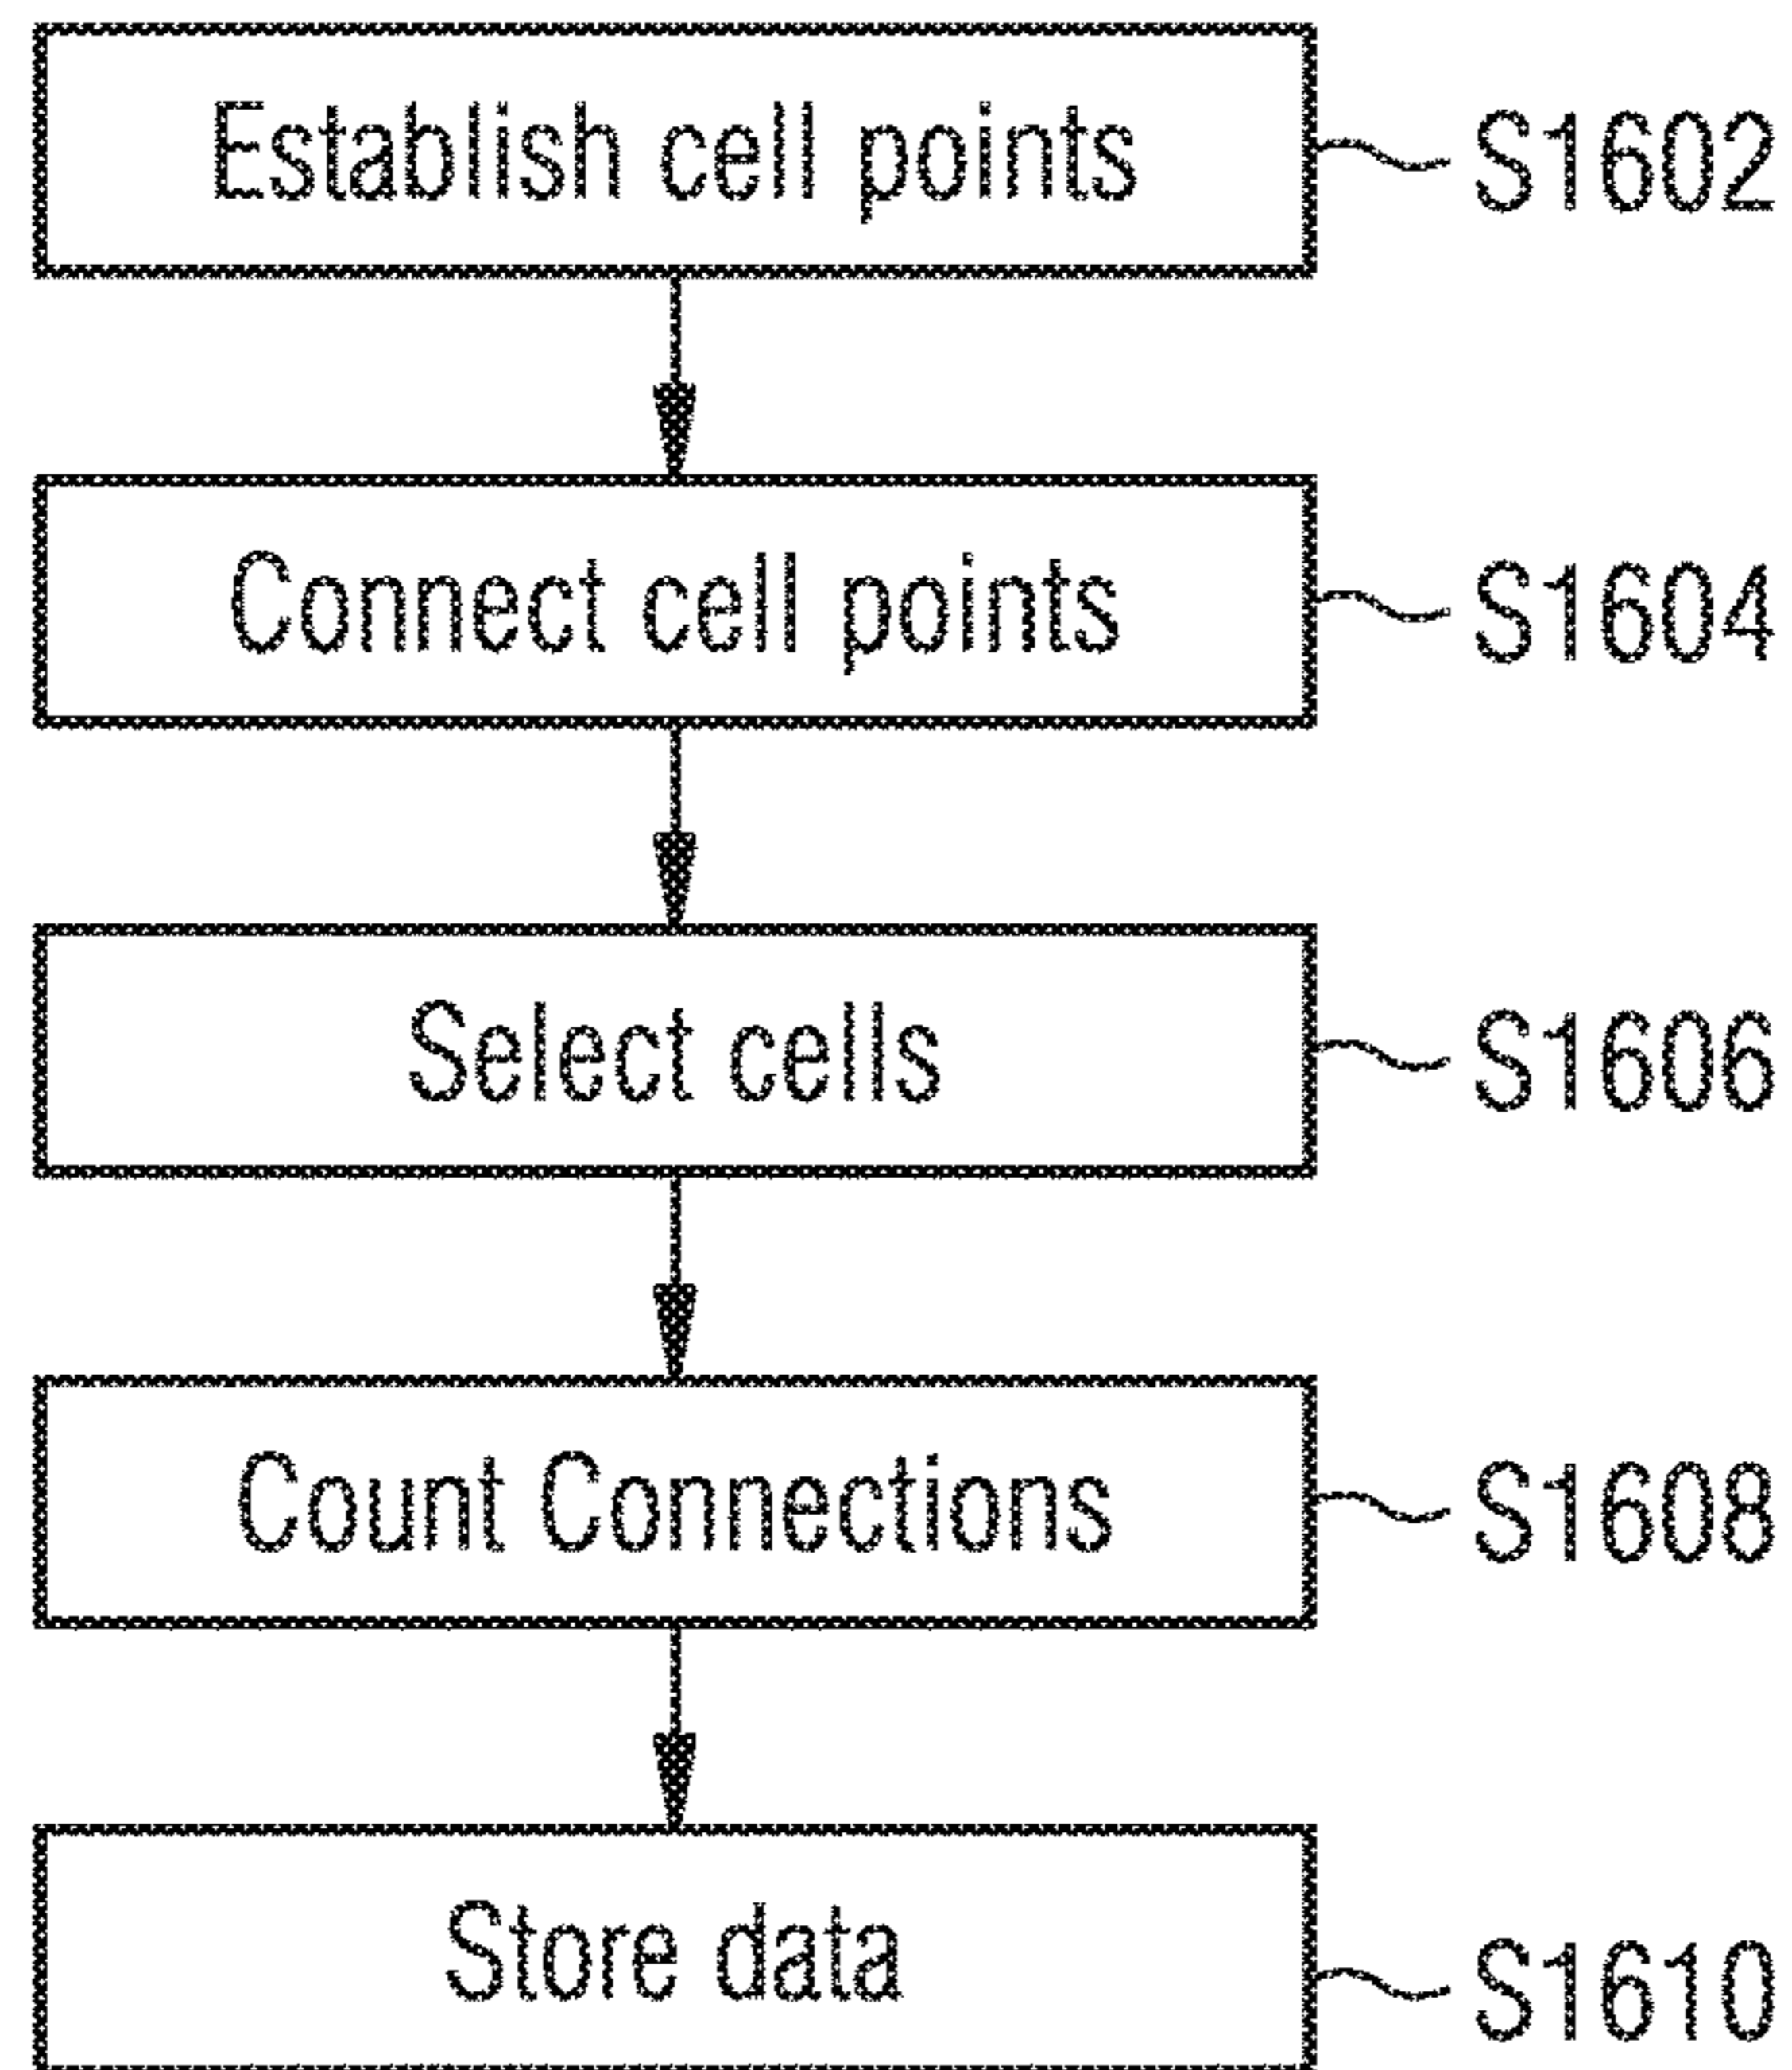 Establish cell points S1602
Connect cell points S1604
Select cells S1606
Count Connections S1608
Store data S1610